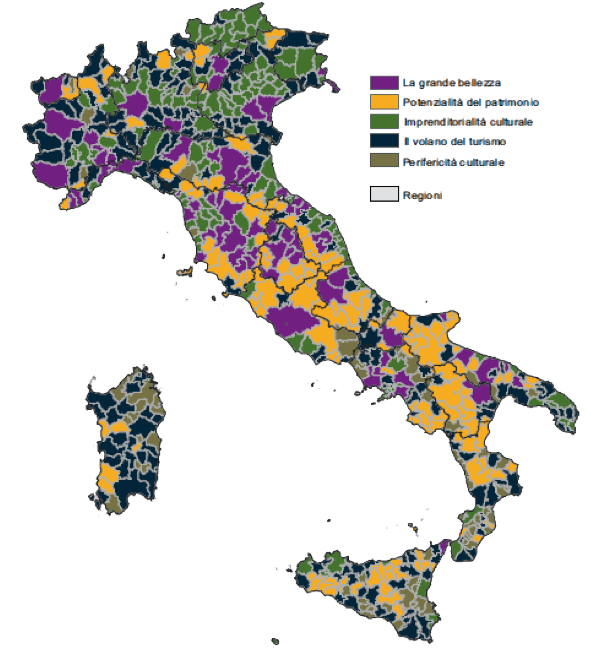 La grande bellezza
Potenzialità del patrimonio
Imprenditorialità culturale
Il volano del turismo
Perifericità culturale
Regioni